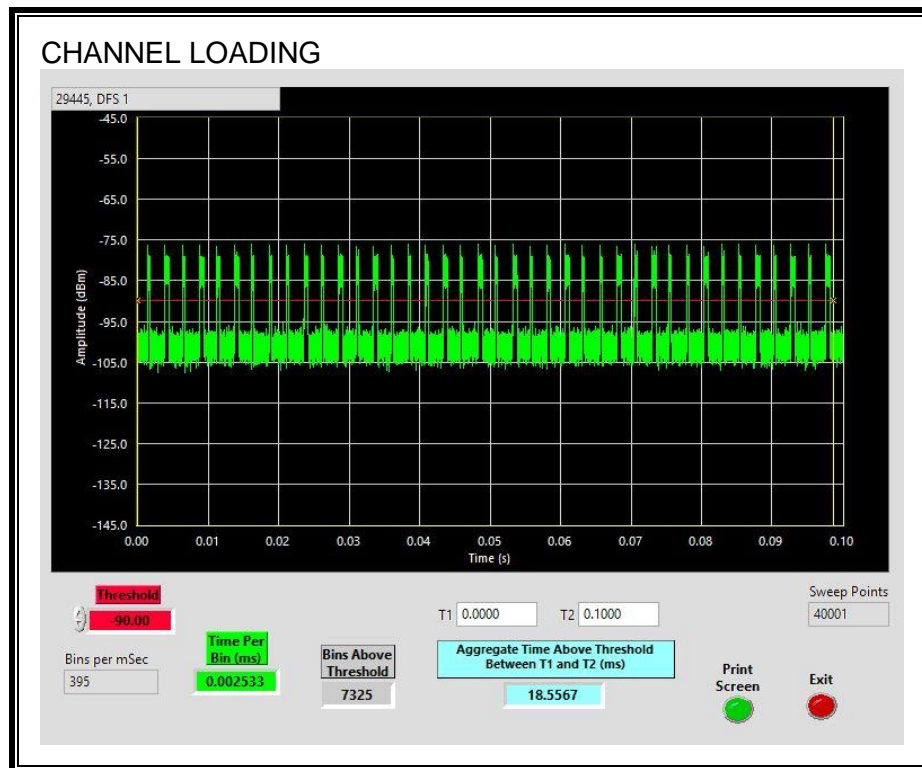 CHANNEL LOADING
29445, DFS 1
-45.0
-55.0
-65.0
-75.0
-85.0
-95.0
-105.0
-115.0
-125.0
-135.0
-145.0
Amplitude (dBm)
0.00 0.01 0.02 0.03 0.04 0.05 0.06 0.07 0.08 0.09 0.10
Time (s)
Threshold
-90.00
Bins per mSec
395
Time Per
Bin (ms)
0.002533
Bins Above
Threshold
7325
T1 0.0000 T2 0.1000
Aggregate Time Above Threshold
Between T1 and T2 (ms)
18.5567
Sweep Points
40001
Print
Screen
Exit